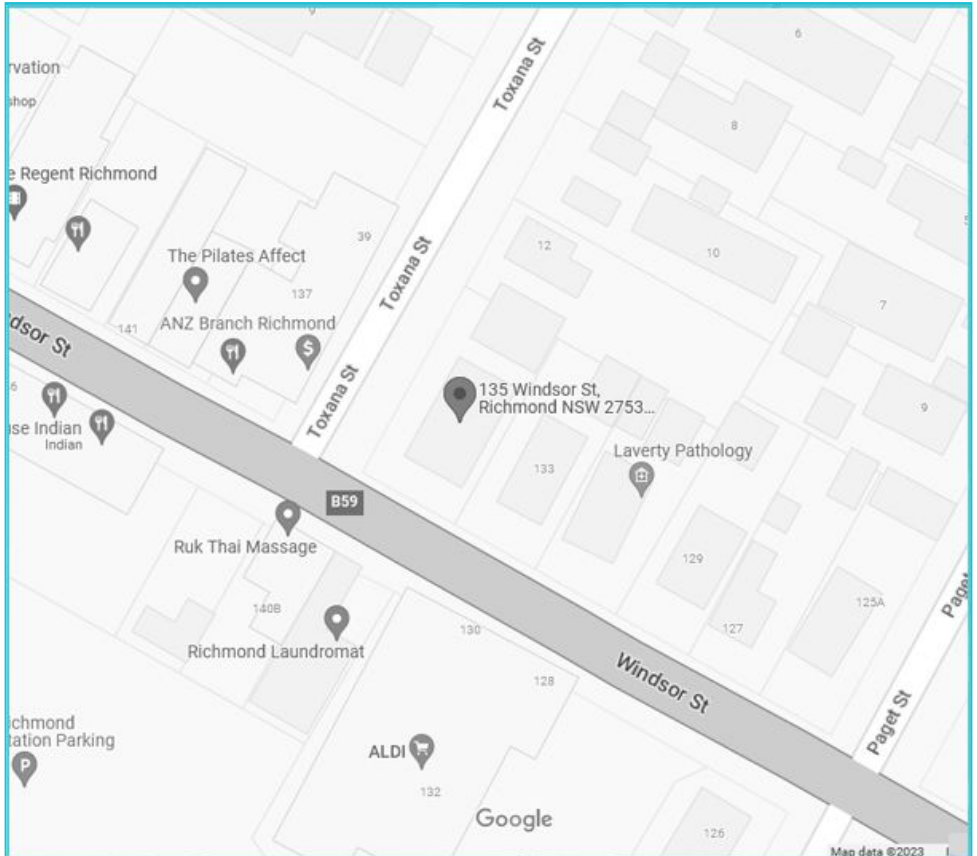 9
Toxana St
6
rvation
shop
8
e Regent Richmond
39
12
10
The Pilates Affect
Toxana St
137
7
ANZ Branch Richmond
141
dsor St
135 Windsor St,
Richmond NSW 2753...
Toxana St
9
use Indian
Indian
Laverty Pathology
133
B59
Ruk Thai Massage
129
Paget
125A
140B
130
127
Richmond Laundromat
Windsor St
128
Paget St
ichmond
tation Parking
P
ALDI
132
Google
126
Map data ©2023